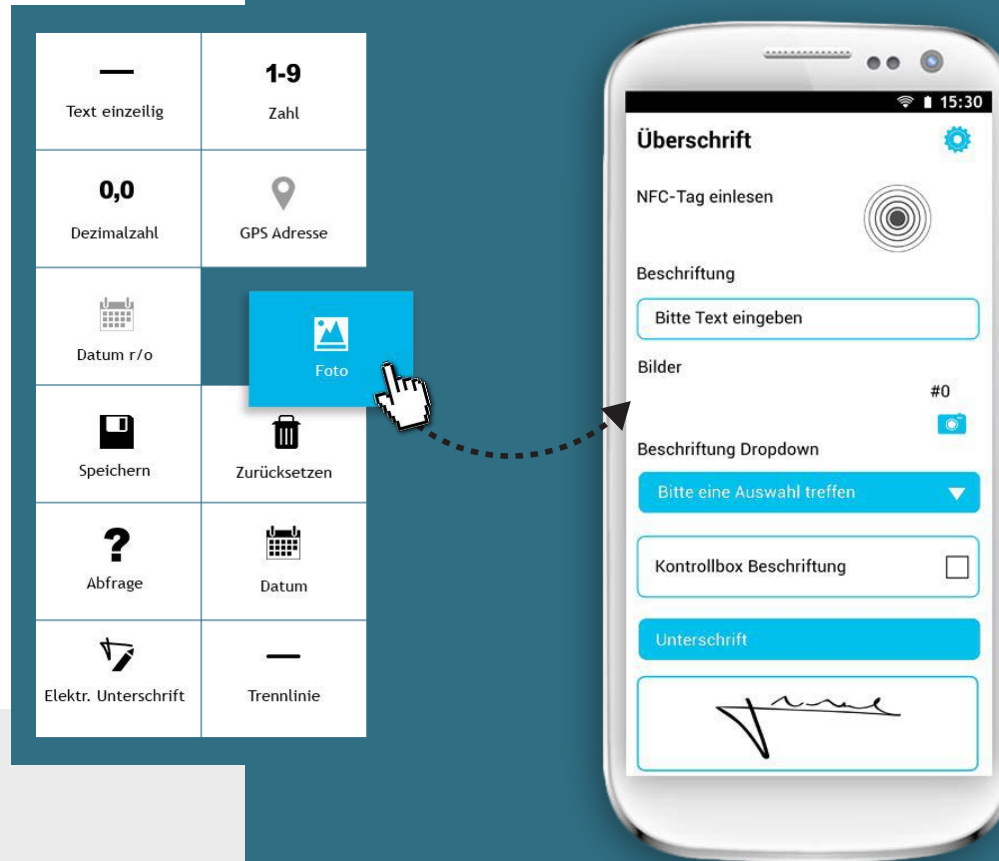 Text einzeilig
1-9
Zahl
0,0
Dezimalzahl
GPS Adresse
Datum r/o
Foto
Speichern
Zurücksetzen
?
Abfrage
Datum
Elektr. Unterschrift
Trennlinie
15:30
Überschrift
NFC-Tag einlesen
Beschriftung
Bitte Text eingeben
Bilder
#0
Beschriftung Dropdown
Bitte eine Auswahl treffen
Kontrollbox Beschriftung
Unterschrift